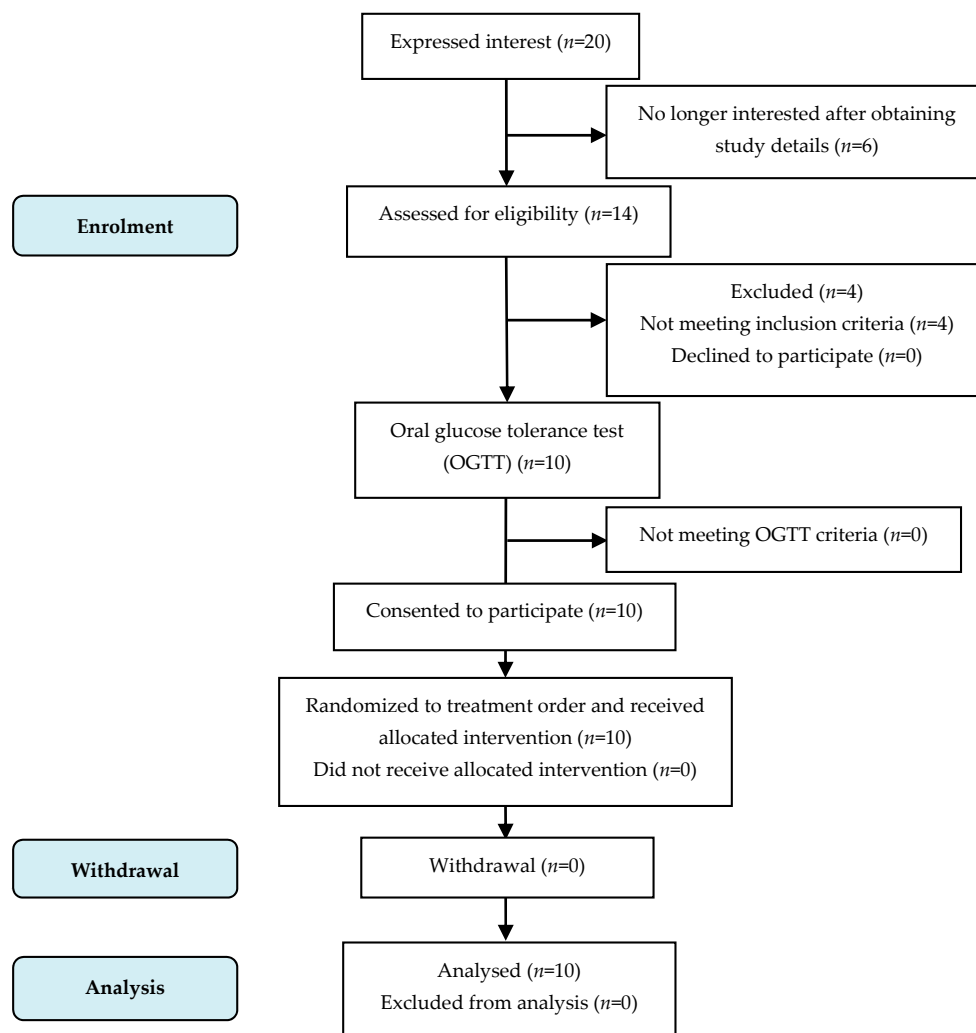 Expressed interest (n=20)
No longer interested after obtaining
study details (n=6)
Enrolment
Assessed for eligibility (n=14)
Excluded (n=4)
Not meeting inclusion criteria (n=4)
Declined to participate (n=0)
Oral glucose tolerance test
(OGTT) (n=10)
Not meeting OGTT criteria (n=0)
Consented to participate (n=10)
Randomized to treatment order and received
allocated intervention (n=10)
Did not receive allocated intervention (n=0)
Withdrawal
Withdrawal (n=0)
Analysis
Analysed (n=10)
Excluded from analysis (n=0)